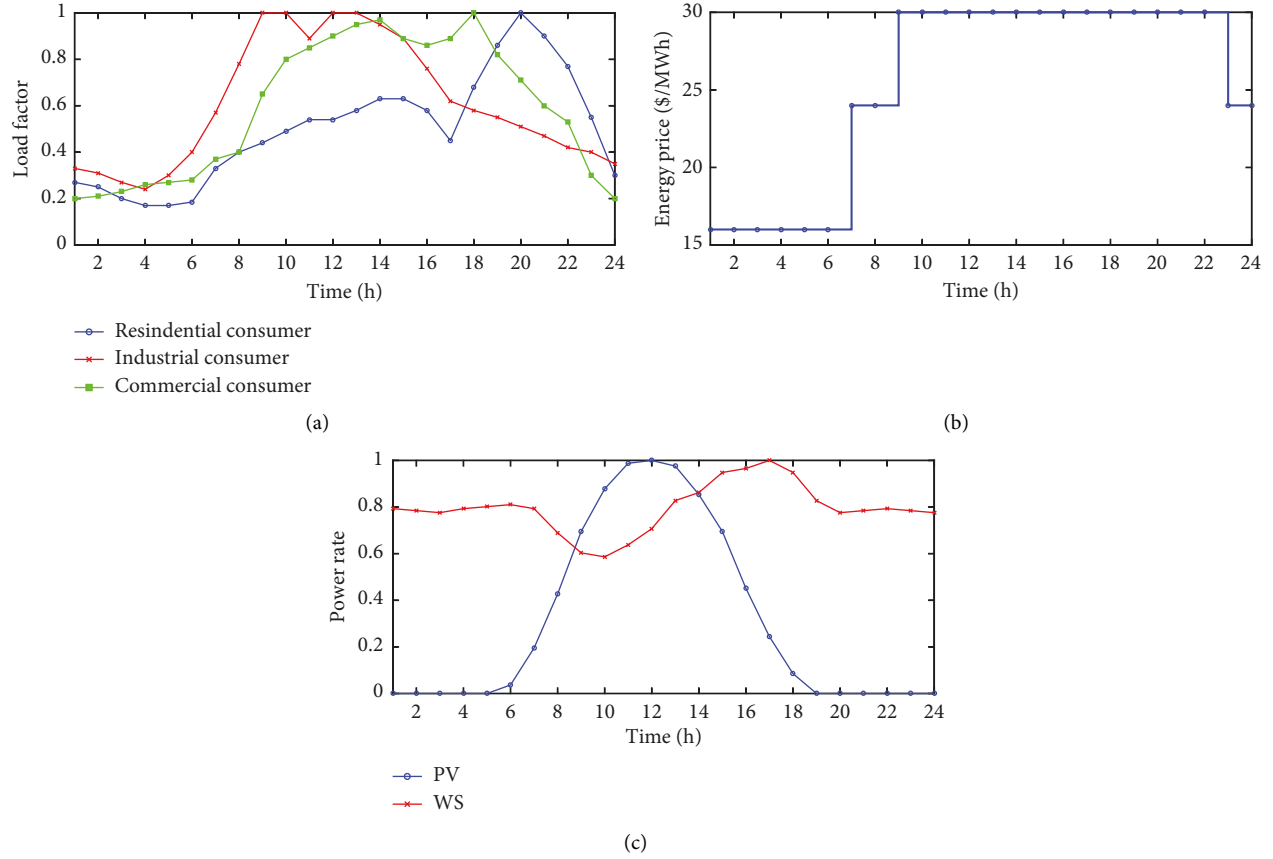 1
0.8
0.6
0.4
0.2
0
Load factor
2 4 6 8 10 12 14 16 18 20 22 24
Time (h)
Resindential consumer
Industrial consumer
Commercial consumer
(a)
30
25
20
15
Energy price ($/MWh)
2 4 6 8 10 12 14 16 18 20 22 24
Time (h)
(b)
1
0.8
0.6
0.4
0.2
0
Power rate
2 4 6 8 10 12 14 16 18 20 22 24
Time (h)
PV
WS
(c)